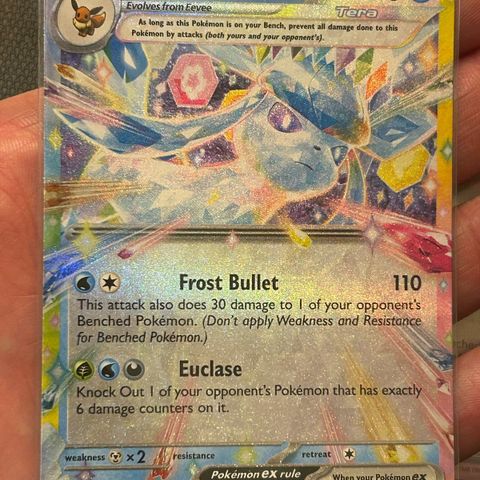 Evolves from Eevee
Tera
As long as this Pokémon is on your Bench, prevent all damage done to this
Pokémon by attacks (both yours and your opponent's).
Frost Bullet 110
This attack also does 30 damage to 1 of your opponent's
Benched Pokémon. (Don't apply Weakness and Resistance
for Benched Pokémon.)
Euclase
Knock Out 1 of your opponent's Pokémon that has exactly
6 damage counters on it.
weakness ×2 resistance retreat
Pokémon ex rule
When your Pokémon ex